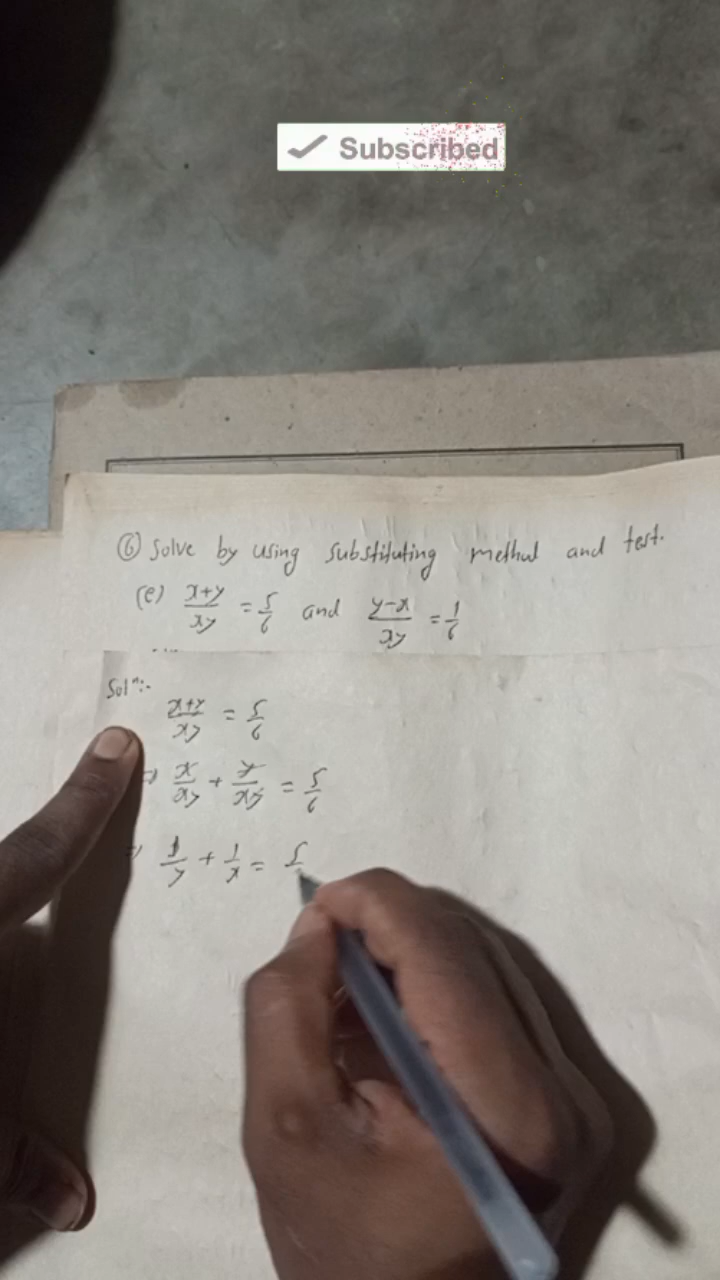 ✓ Subscribed
⑥ Solve by using substituting method and test.
(e) x+y/xy = 5/6 and y-x/xy = 1/6
Solⁿ:-
x+y/xy = 5/6
=) x/xy + y/xy = 5/6
=) 1/y + 1/x = 5